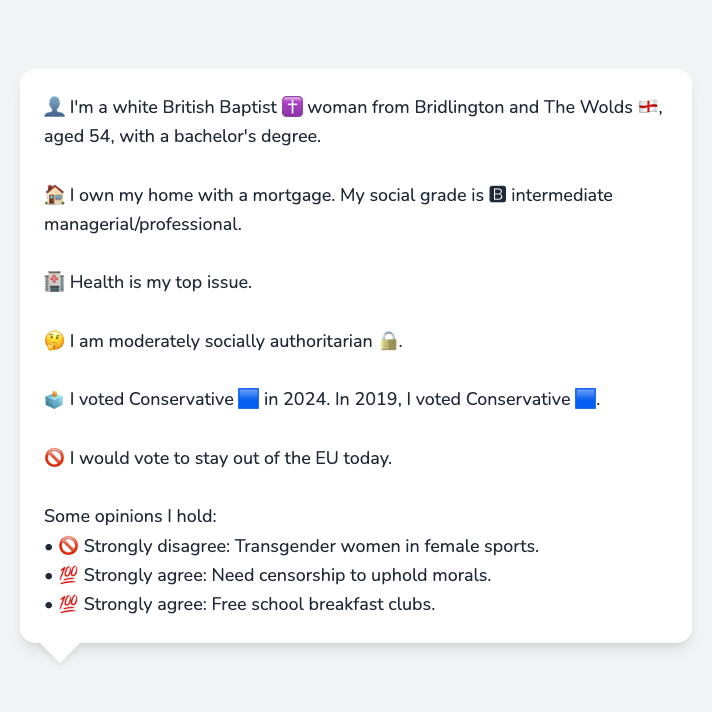 👤 I'm a white British Baptist ✝️ woman from Bridlington and The Wolds 🏴󠁧󠁢󠁥󠁮󠁧󠁿,
aged 54, with a bachelor's degree.
🏠 I own my home with a mortgage. My social grade is 🅱 intermediate
managerial/professional.
🏥 Health is my top issue.
🤔 I am moderately socially authoritarian 🔒.
🗳️ I voted Conservative 🟦 in 2024. In 2019, I voted Conservative 🟦.
🚫 I would vote to stay out of the EU today.
Some opinions I hold:
• 🚫 Strongly disagree: Transgender women in female sports.
• 💯 Strongly agree: Need censorship to uphold morals.
• 💯 Strongly agree: Free school breakfast clubs.